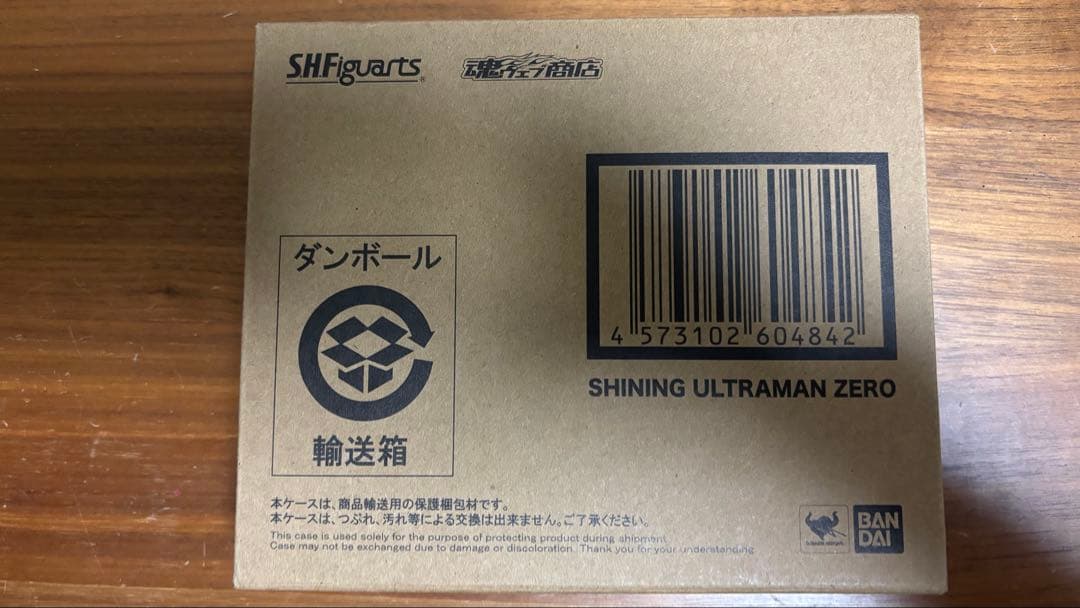 S.H.Figuarts®
魂ウェブ商店
4 573102 604842
SHINING ULTRAMAN ZERO
ダンボール
輸送箱
本ケースは、商品輸送用の保護梱包材です。
本ケースは、つぶれ、汚れ等による交換は出来ません。ご了承ください。
This case is used solely for the purpose of protecting product during shipment.
Case may not be exchanged due to damage or discoloration. Thank you for your understanding.
BAN
DAI